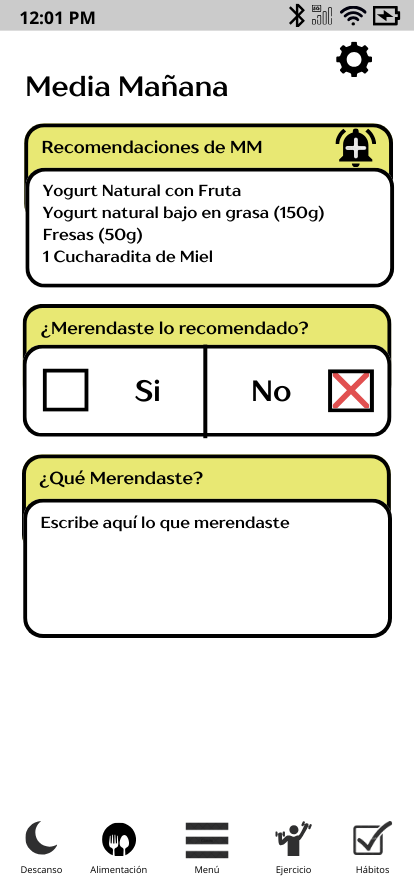 12:01 PM
Media Mañana
Recomendaciones de MM
Yogurt Natural con Fruta
Yogurt natural bajo en grasa (150g)
Fresas (50g)
1 Cucharadita de Miel
¿Merendaste lo recomendado?
Si
No
¿Qué Merendaste?
Escribe aquí lo que merendaste
Descanso
Alimentación
Menú
Ejercicio
Hábitos